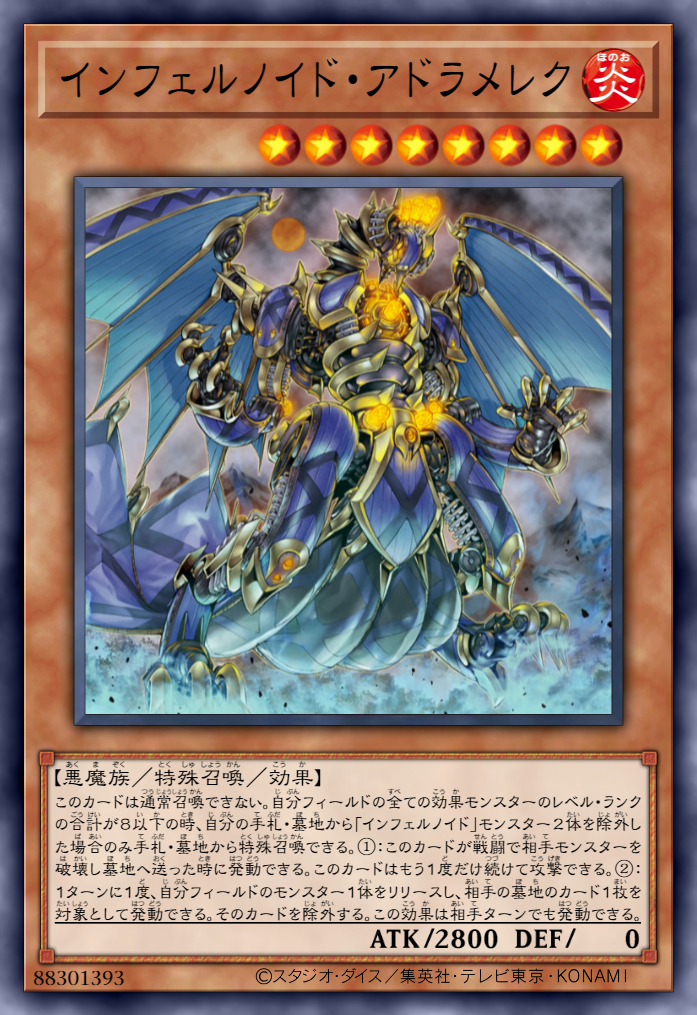 インフェルノイド・アドラメレク
炎
【悪魔族／特殊召喚／効果】
このカードは通常召喚できない。自分フィールドの全ての効果モンスターのレベル・ランク
の合計が８以下の時、自分の手札・墓地から「インフェルノイド」モンスター２体を除外し
た場合のみ手札・墓地から特殊召喚できる。①：このカードが戦闘で相手モンスターを
破壊し墓地へ送った時に発動できる。このカードはもう１度だけ続けて攻撃できる。②：
１ターンに１度、自分フィールドのモンスター１体をリリースし、相手の墓地のカード１枚を
対象として発動できる。そのカードを除外する。この効果は相手ターンでも発動できる。
ATK/2800 DEF/ 0
88301393 ©スタジオ・ダイス／集英社・テレビ東京・KONAMI